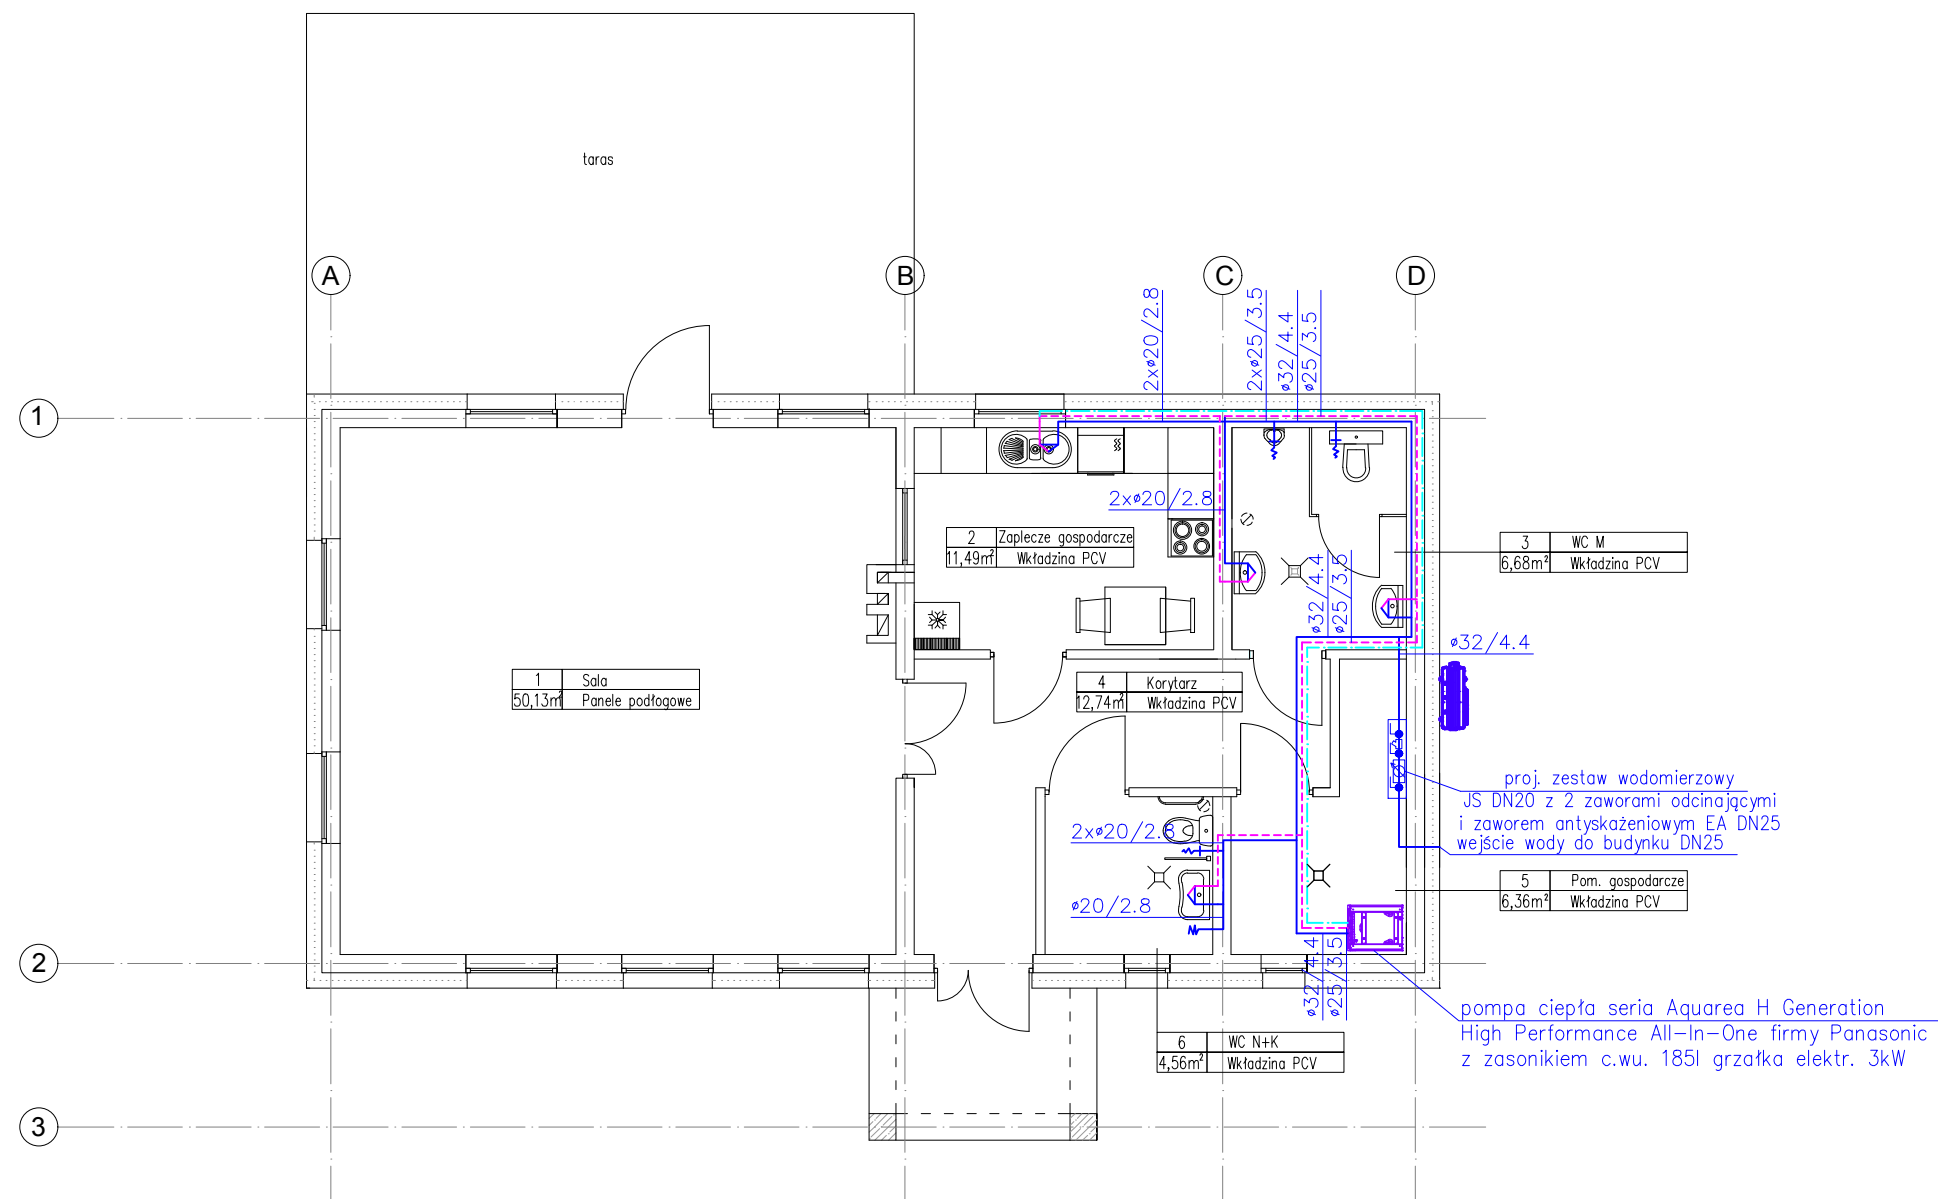 taras
A
B
C
D
1
2
3
2xø20/2.8
2xø25/3.5
ø32/4.4
ø25/3.5
2xø20/2.8
2 Zaplecze gospodarcze
11,49m² Wkładzina PCV
3 WC M
6,68m² Wkładzina PCV
ø32/4.4
ø25/3.5
ø32/4.4
1 Sala
50,13m² Panele podłogowe
4 Korytarz
12,74m² Wkładzina PCV
proj. zestaw wodomierzowy
JS DN20 z 2 zaworami odcinającymi
i zaworem antyskażeniowym EA DN25
wejście wody do budynku DN25
2xø20/2.8
ø20/2.8
5 Pom. gospodarcze
6,36m² Wkładzina PCV
ø32/4.4
ø25/3.5
pompa ciepła seria Aquarea H Generation
High Performance All-In-One firmy Panasonic
z zasonikiem c.wu. 185l grzałka elektr. 3kW
6 WC N+K
4,56m² Wkładzina PCV